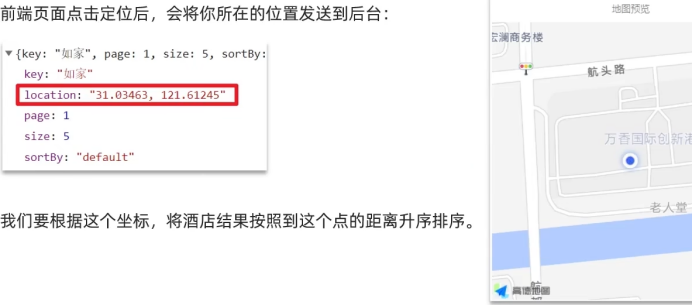 前端页面点击定位后，会将你所在的位置发送到后台：
{key: "如家", page: 1, size: 5, sortBy:
key: "如家"
location: "31.03463, 121.61245"
page: 1
size: 5
sortBy: "default"
我们要根据这个坐标，将酒店结果按照到这个点的距离升序排序。
地图预览
宏澜商务楼
航头路
万香国际创新港
老人堂
高德地图